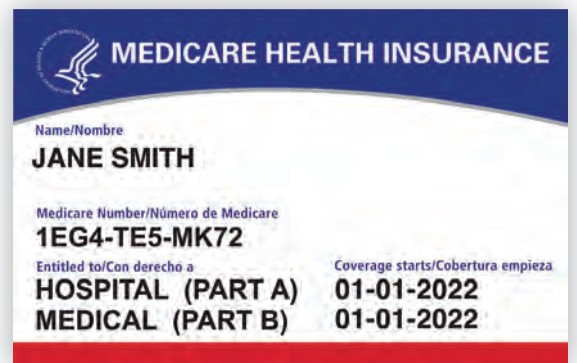 MEDICARE HEALTH INSURANCE
Name/Nombre
JANE SMITH
Medicare Number/Número de Medicare
1EG4-TE5-MK72
Entitled to/Con derecho a
Coverage starts/Cobertura empieza
HOSPITAL (PART A) 01-01-2022
MEDICAL (PART B) 01-01-2022